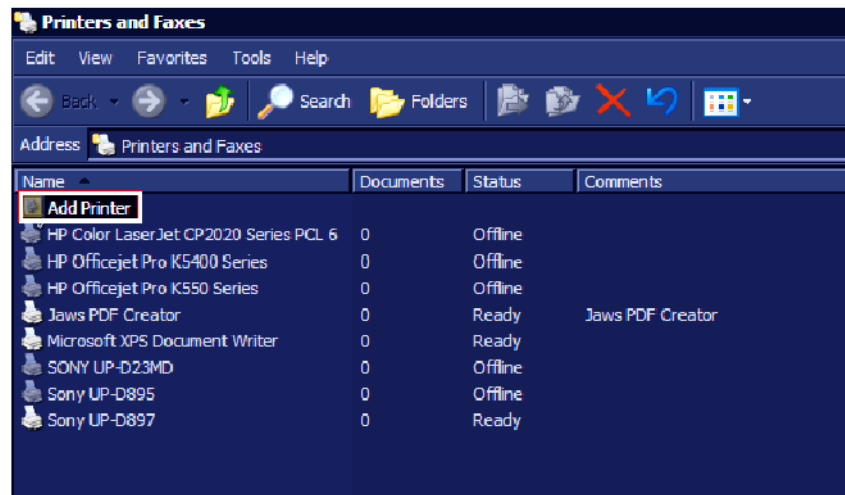 Printers and Faxes
Edit View Favorites Tools Help
Back Search Folders
Address Printers and Faxes
Name Documents Status Comments
Add Printer
HP Color LaserJet CP2020 Series PCL 6 0 Offline
HP Officejet Pro K5400 Series 0 Offline
HP Officejet Pro K550 Series 0 Offline
Jaws PDF Creator 0 Ready Jaws PDF Creator
Microsoft XPS Document Writer 0 Ready
SONY UP-D23MD 0 Offline
Sony UP-D895 0 Offline
Sony UP-D897 0 Ready